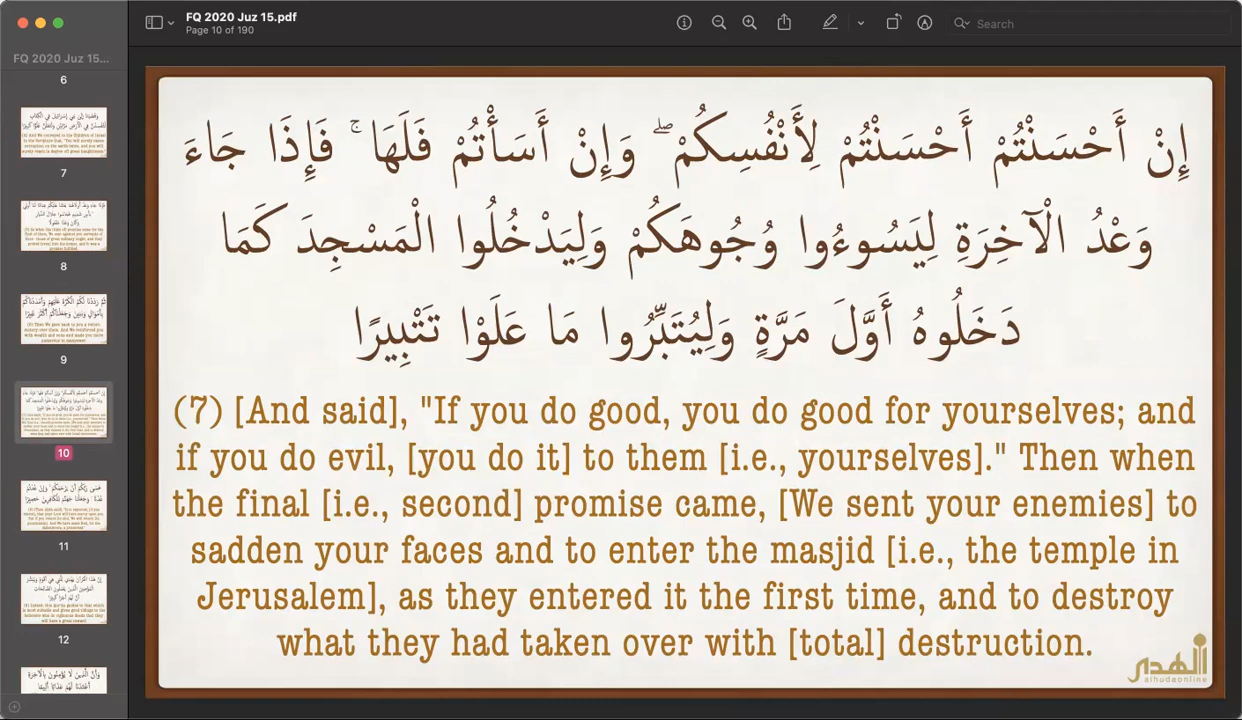 FQ 2020 Juz 15.pdf
Page 10 of 190
Search
FQ 2020 Juz 15...
6
7
8
9
10
11
12
إِنْ أَحْسَنْتُمْ أَحْسَنْتُمْ لِأَنْفُسِكُمْ ۖ وَإِنْ أَسَأْتُمْ فَلَهَا ۚ فَإِذَا جَاءَ
وَعْدُ الْآخِرَةِ لِيَسُوءُوا وُجُوهَكُمْ وَلِيَدْخُلُوا الْمَسْجِدَ كَمَا
دَخَلُوهُ أَوَّلَ مَرَّةٍ وَلِيُتَبِّرُوا مَا عَلَوْا تَتْبِيرًا
(7) [And said], "If you do good, you do good for yourselves; and
if you do evil, [you do it] to them [i.e., yourselves]." Then when
the final [i.e., second] promise came, [We sent your enemies] to
sadden your faces and to enter the masjid [i.e., the temple in
Jerusalem], as they entered it the first time, and to destroy
what they had taken over with [total] destruction.
الهدى
alhudaonline